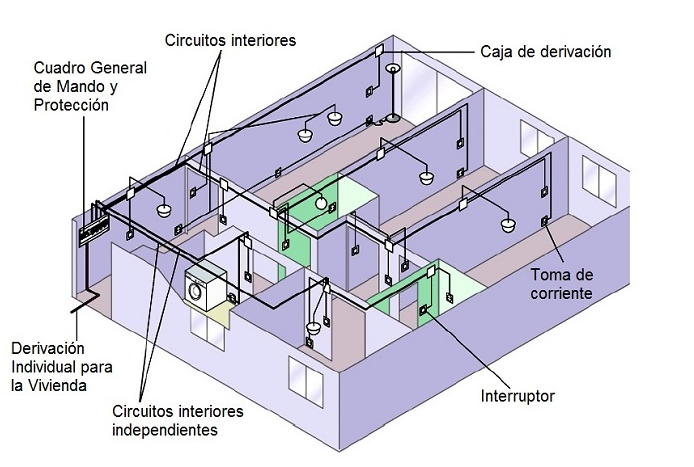 Circuitos interiores
Caja de derivación
Cuadro General
de Mando y
Protección
Toma de
corriente
Derivación
Individual para
la Vivienda
Interruptor
Circuitos interiores
independientes